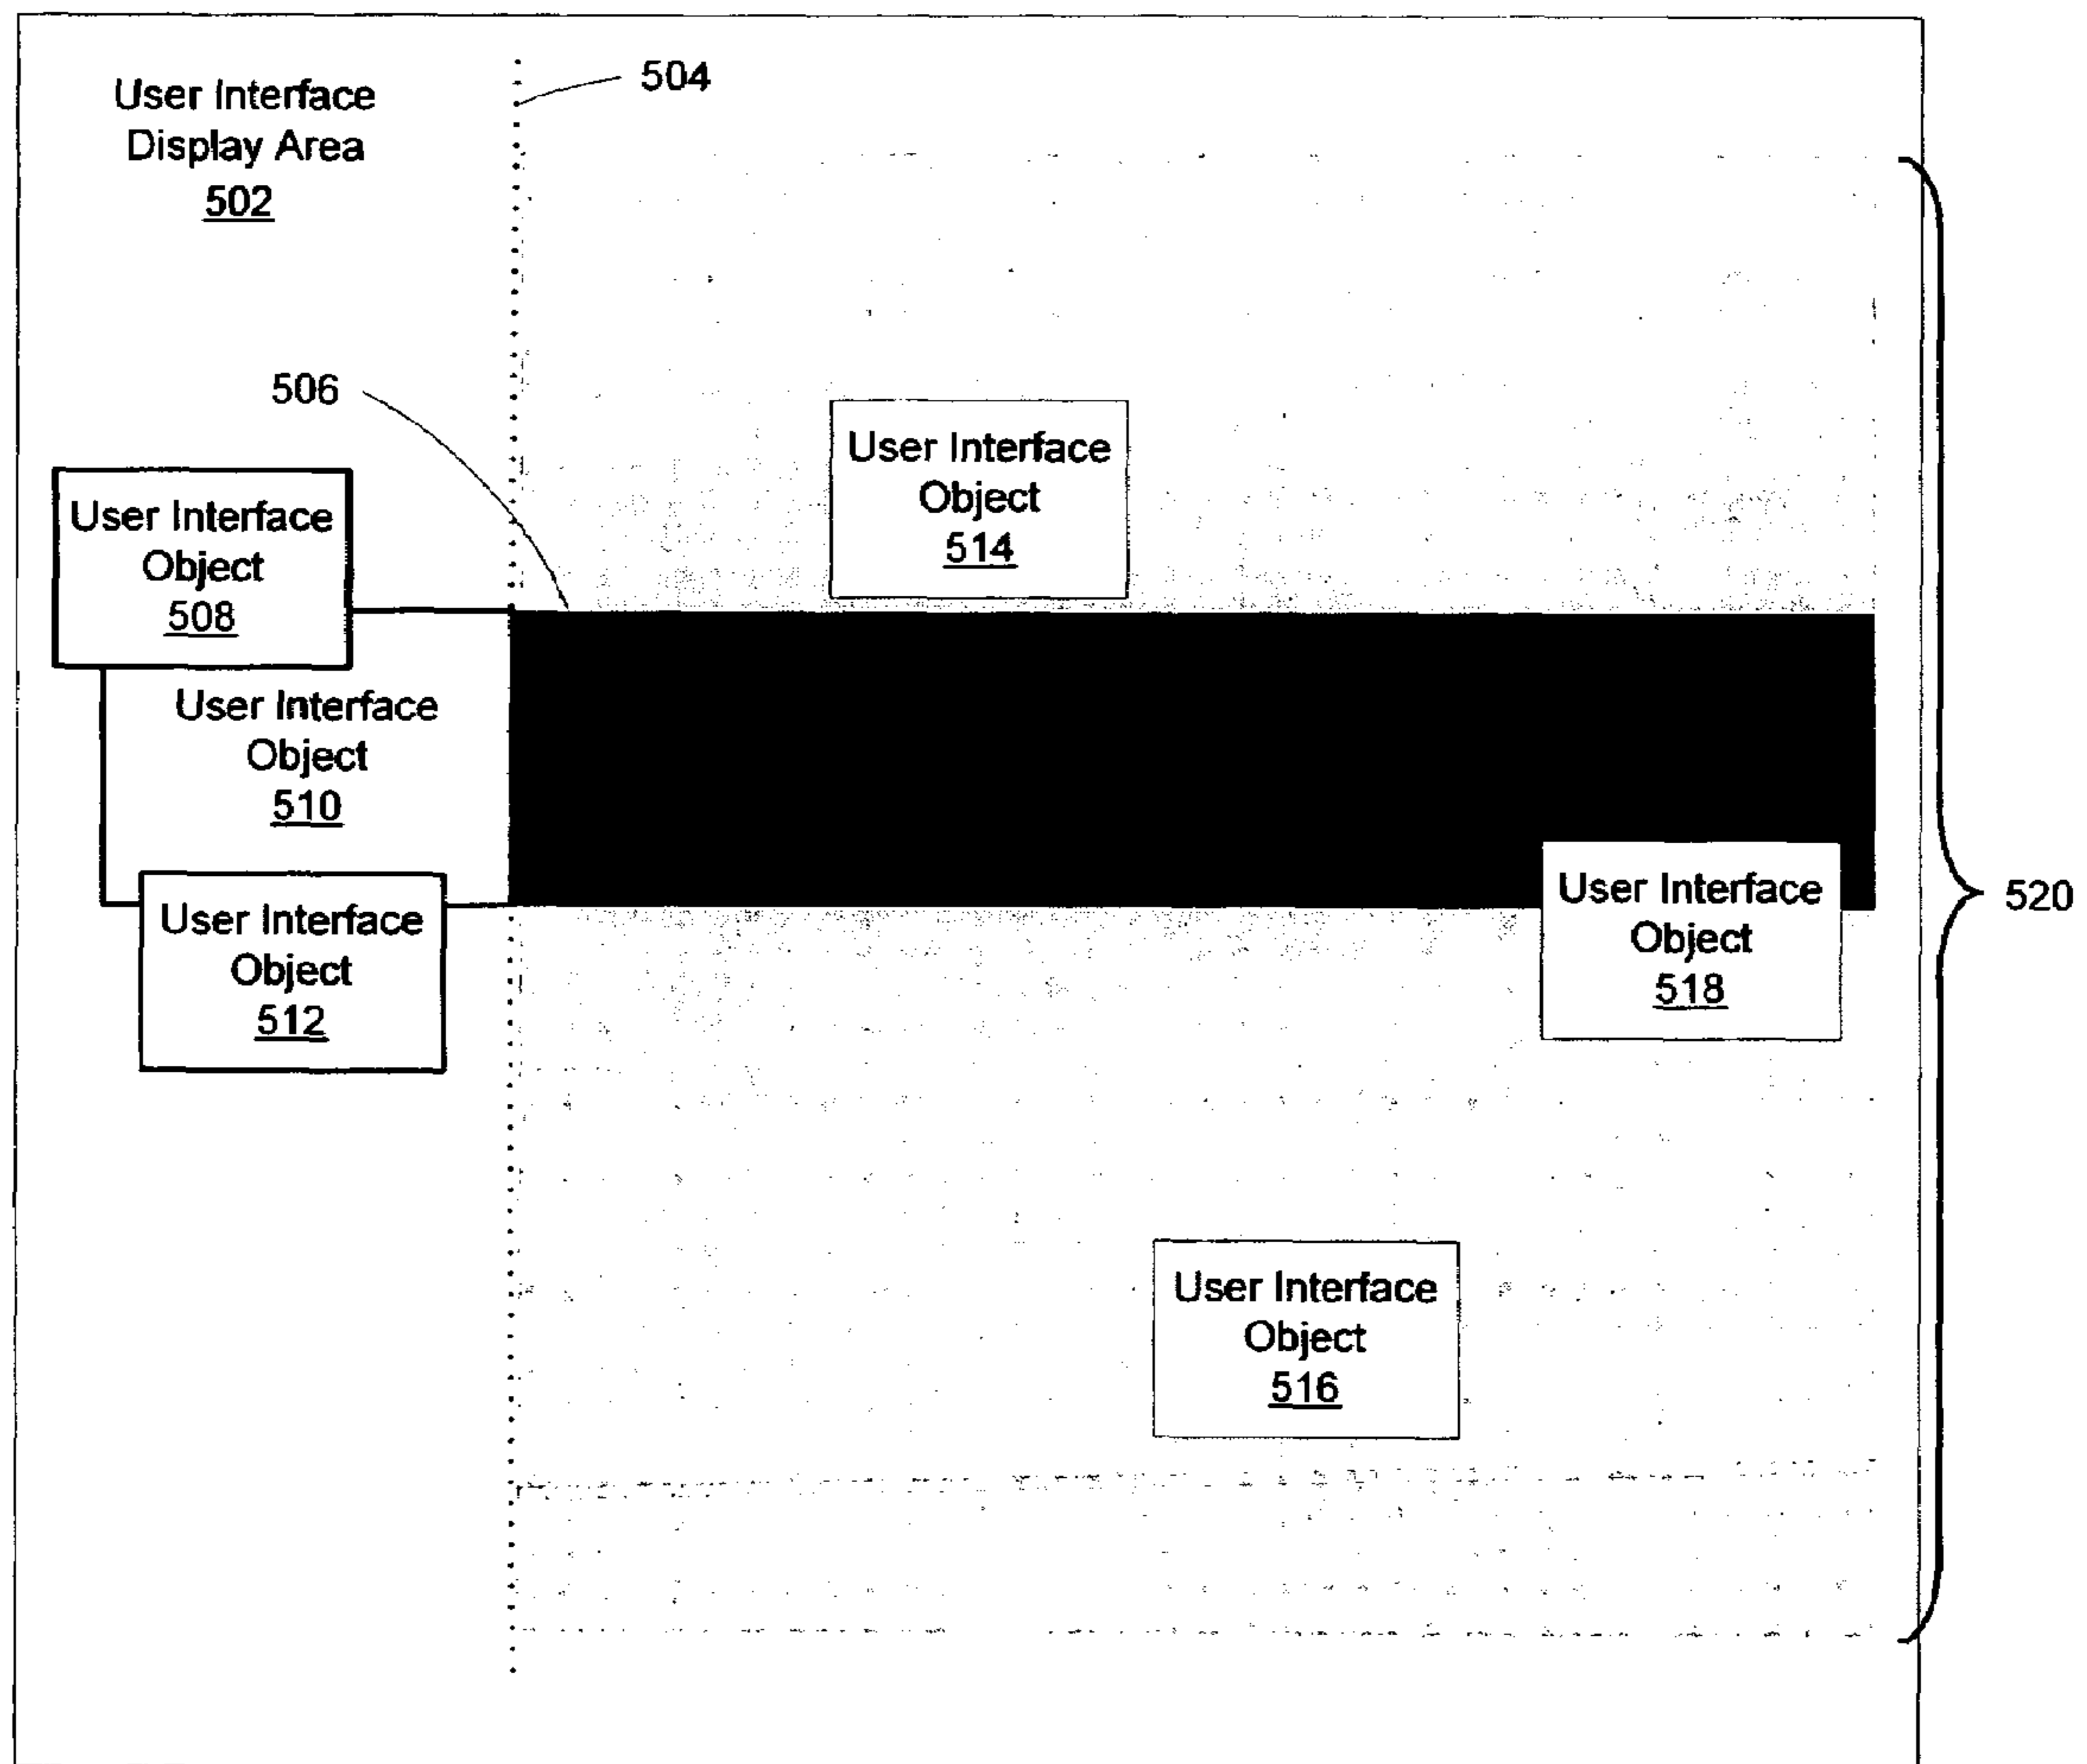 User Interface
Display Area
502
504
506
User Interface
Object
514
User Interface
Object
508
User Interface
Object
510
User Interface
Object
512
User Interface
Object
518
520
User Interface
Object
516